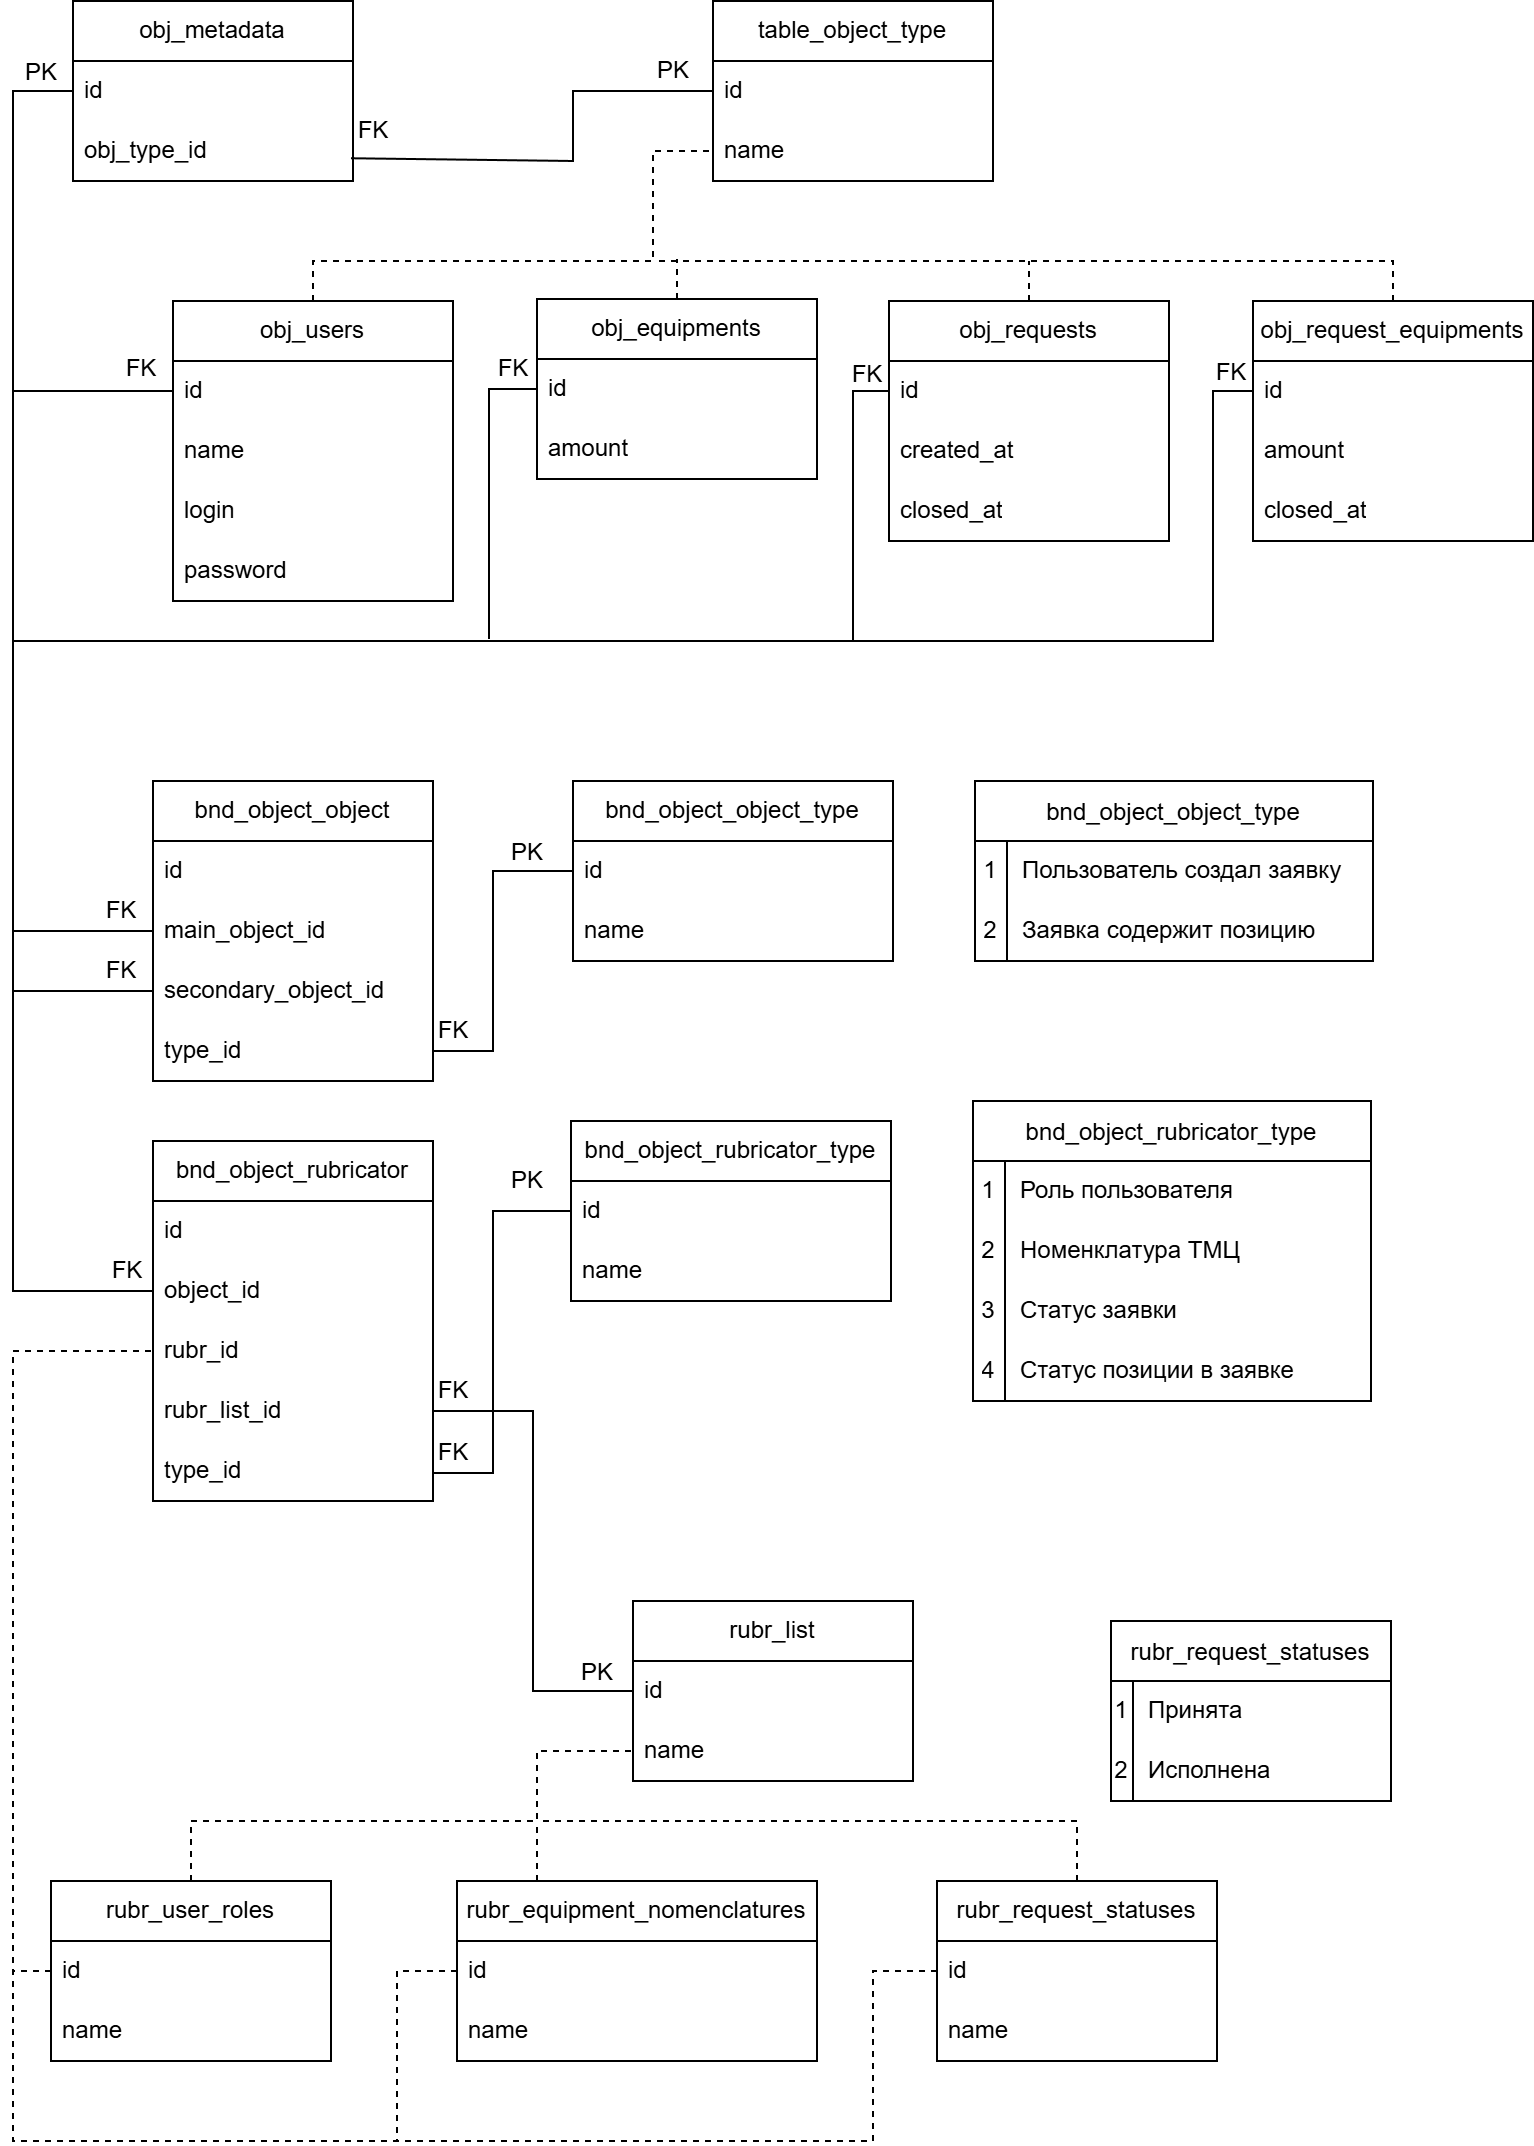 obj_metadata
PK
id
obj_type_id
FK
table_object_type
PK
id
name
obj_users
FK
id
name
login
password
obj_equipments
FK
id
amount
obj_requests
FK
id
created_at
closed_at
obj_request_equipments
FK
id
amount
closed_at
bnd_object_object
id
FK
main_object_id
FK
secondary_object_id
FK
type_id
bnd_object_object_type
PK
id
name
bnd_object_object_type
1 Пользователь создал заявку
2 Заявка содержит позицию
bnd_object_rubricator
id
FK
object_id
rubr_id
FK
rubr_list_id
FK
type_id
bnd_object_rubricator_type
PK
id
name
bnd_object_rubricator_type
1 Роль пользователя
2 Номенклатура ТМЦ
3 Статус заявки
4 Статус позиции в заявке
rubr_list
PK
id
name
rubr_request_statuses
1 Принята
2 Исполнена
rubr_user_roles
id
name
rubr_equipment_nomenclatures
id
name
rubr_request_statuses
id
name